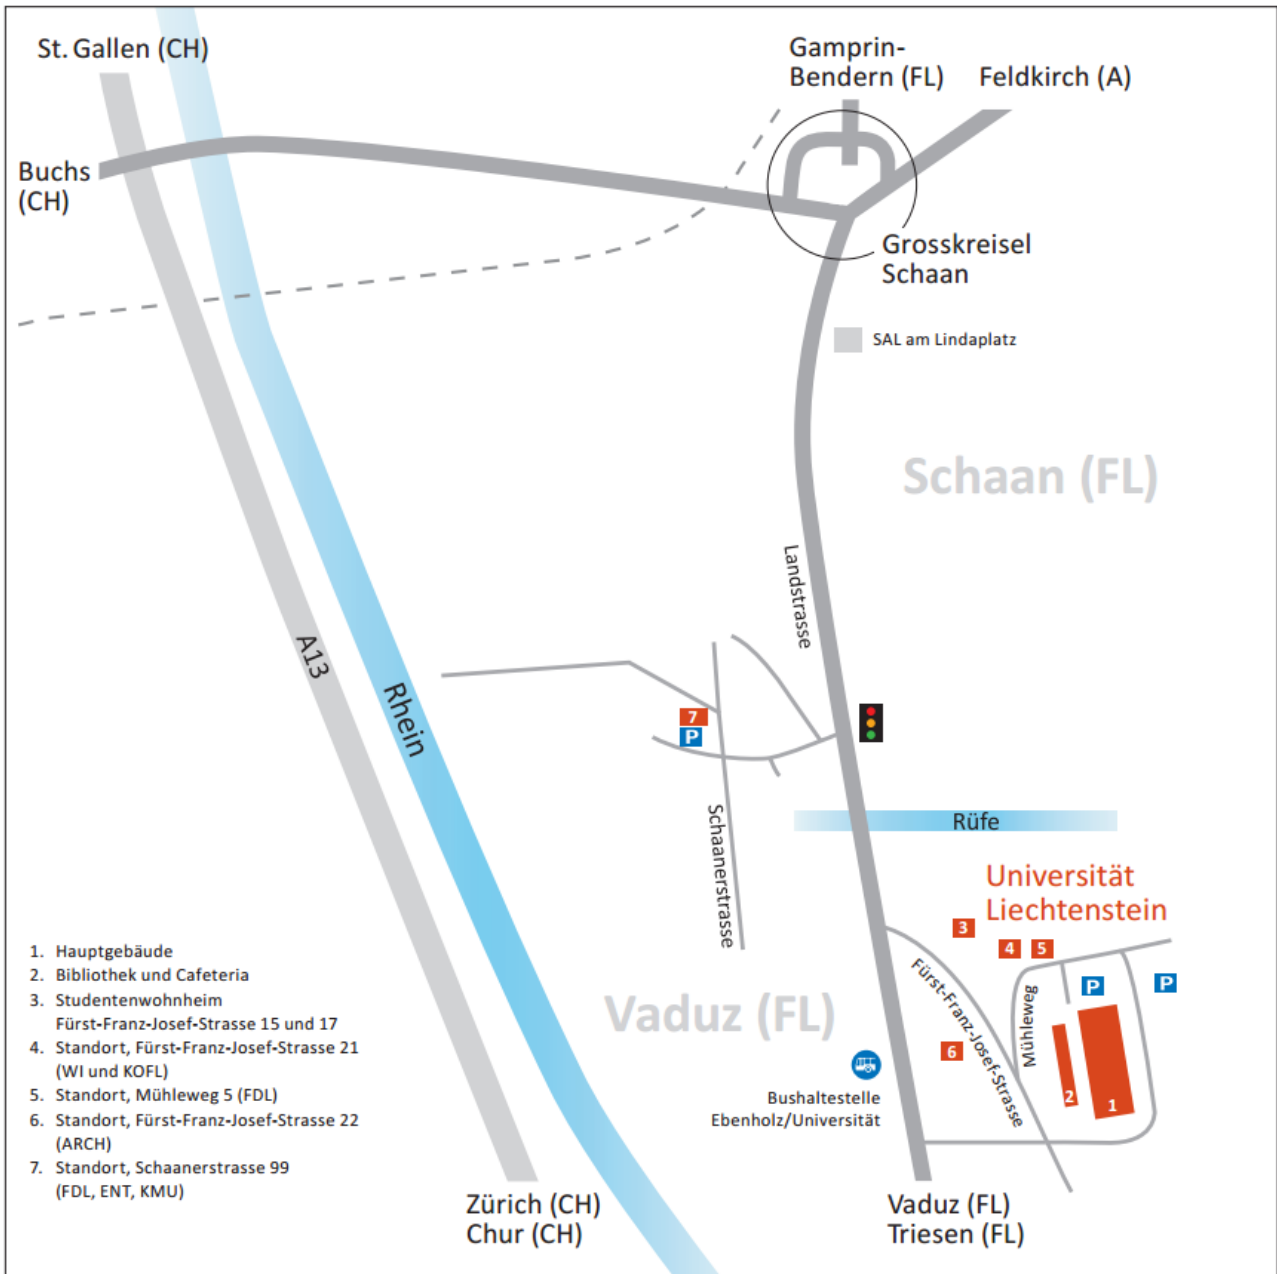 St. Gallen (CH)
Gamprin-
Bendern (FL)
Feldkirch (A)
Buchs
(CH)
Grosskreisel
Schaan
SAL am Lindaplatz
Schaan (FL)
Landstrasse
A13
Rhein
7
P
Schaanerstrasse
Rüfe
Universität
Liechtenstein
3
4
5
Fürst-Franz-Josef-Strasse
Mühleweg
P
P
6
2
1
Vaduz (FL)
Bushaltestelle
Ebenholz/Universität
1. Hauptgebäude
2. Bibliothek und Cafeteria
3. Studentenwohnheim
Fürst-Franz-Josef-Strasse 15 und 17
4. Standort, Fürst-Franz-Josef-Strasse 21
(WI und KOFL)
5. Standort, Mühleweg 5 (FDL)
6. Standort, Fürst-Franz-Josef-Strasse 22
(ARCH)
7. Standort, Schaanerstrasse 99
(FDL, ENT, KMU)
Zürich (CH)
Chur (CH)
Vaduz (FL)
Triesen (FL)